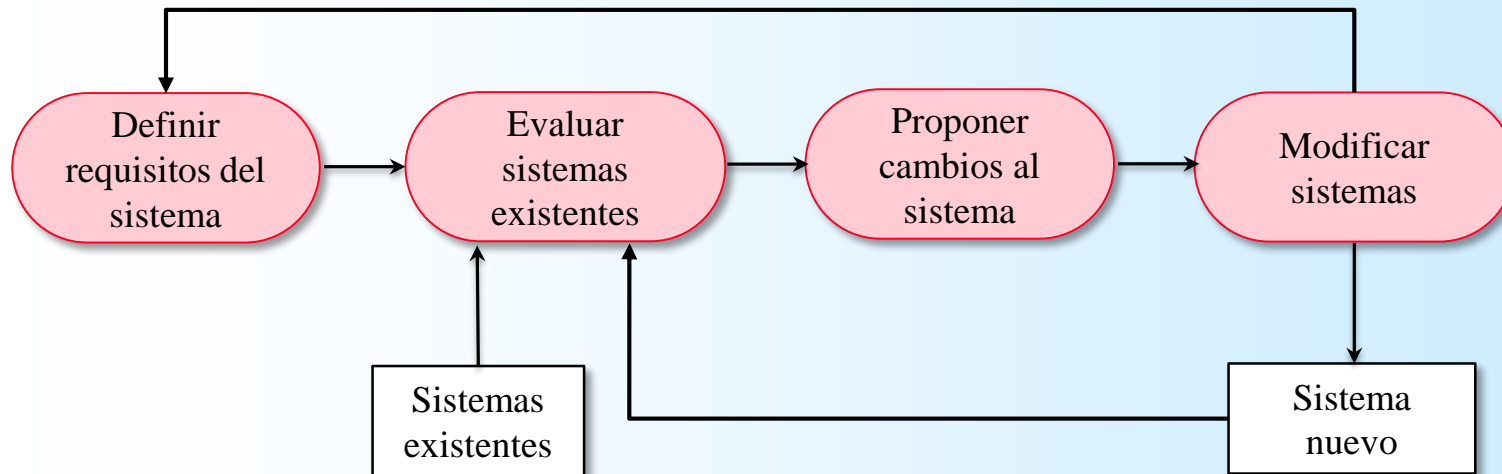 Definir
requisitos del
sistema
Evaluar
sistemas
existentes
Proponer
cambios al
sistema
Modificar
sistemas
Sistemas
existentes
Sistema
nuevo